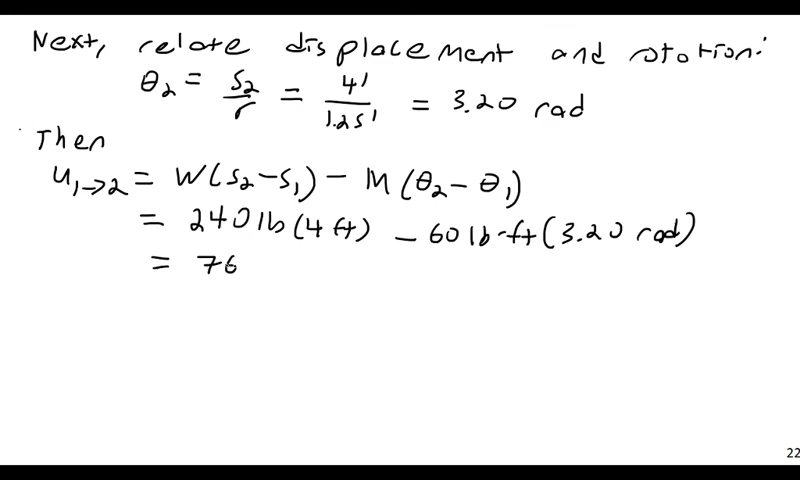 Next, relate displacement and rotation:
θ₂ = s₂/r = 4'/1.25' = 3.20 rad
Then
U₁→₂ = W(s₂-s₁) - M(θ₂ - θ₁)
= 240 lb(4 ft) - 60 lb·ft(3.20 rad)
= 76
22